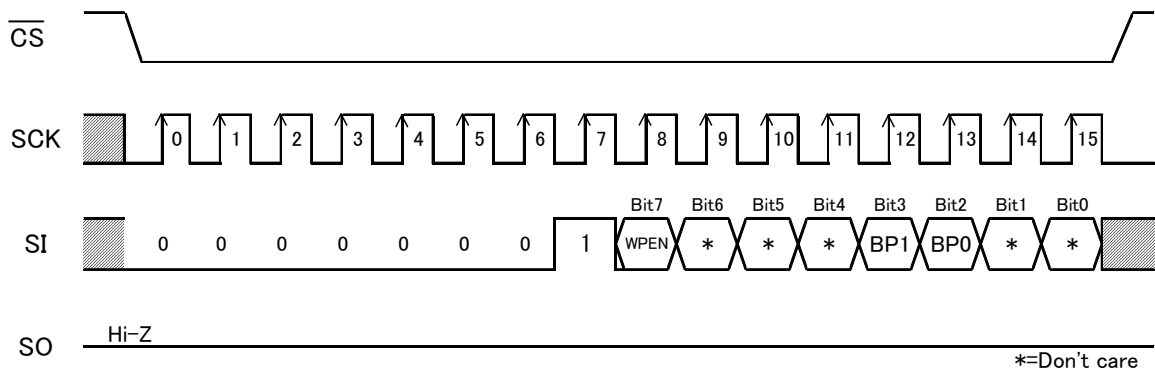 CS
SCK 0 1 2 3 4 5 6 7 8 9 10 11 12 13 14 15
Bit7 Bit6 Bit5 Bit4 Bit3 Bit2 Bit1 Bit0
SI 0 0 0 0 0 0 0 1 WPEN * * * BP1 BP0 * *
Hi-Z
SO
*=Don't care